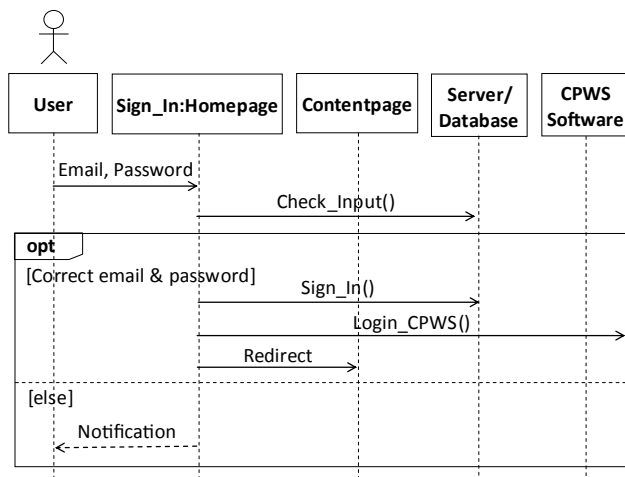 User
Sign_In:Homepage
Contentpage
Server/
Database
CPWS
Software
Email, Password
Check_Input()
opt
[Correct email & password]
Sign_In()
Login_CPWS()
Redirect
[else]
Notification